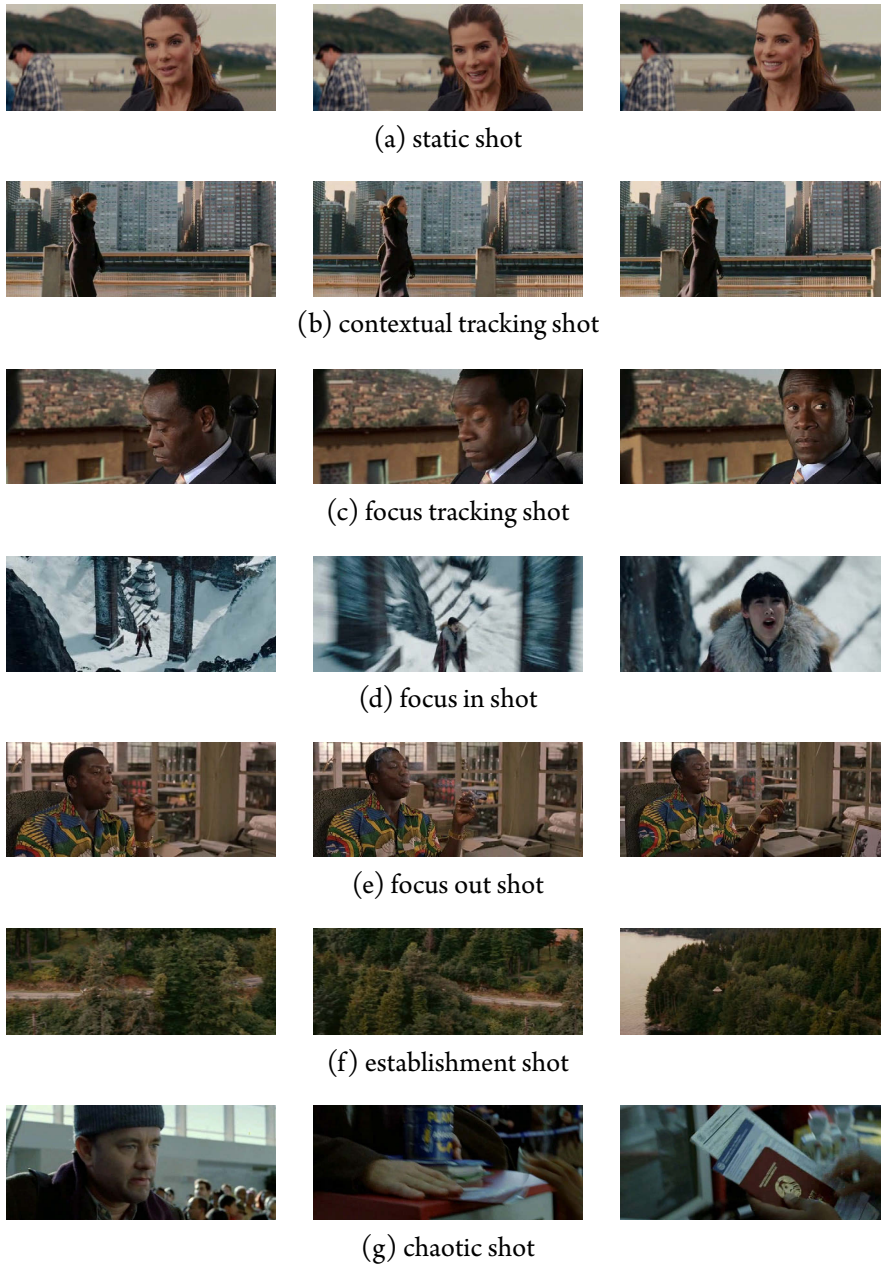 (a) static shot
(b) contextual tracking shot
(c) focus tracking shot
(d) focus in shot
(e) focus out shot
(f) establishment shot
(g) chaotic shot